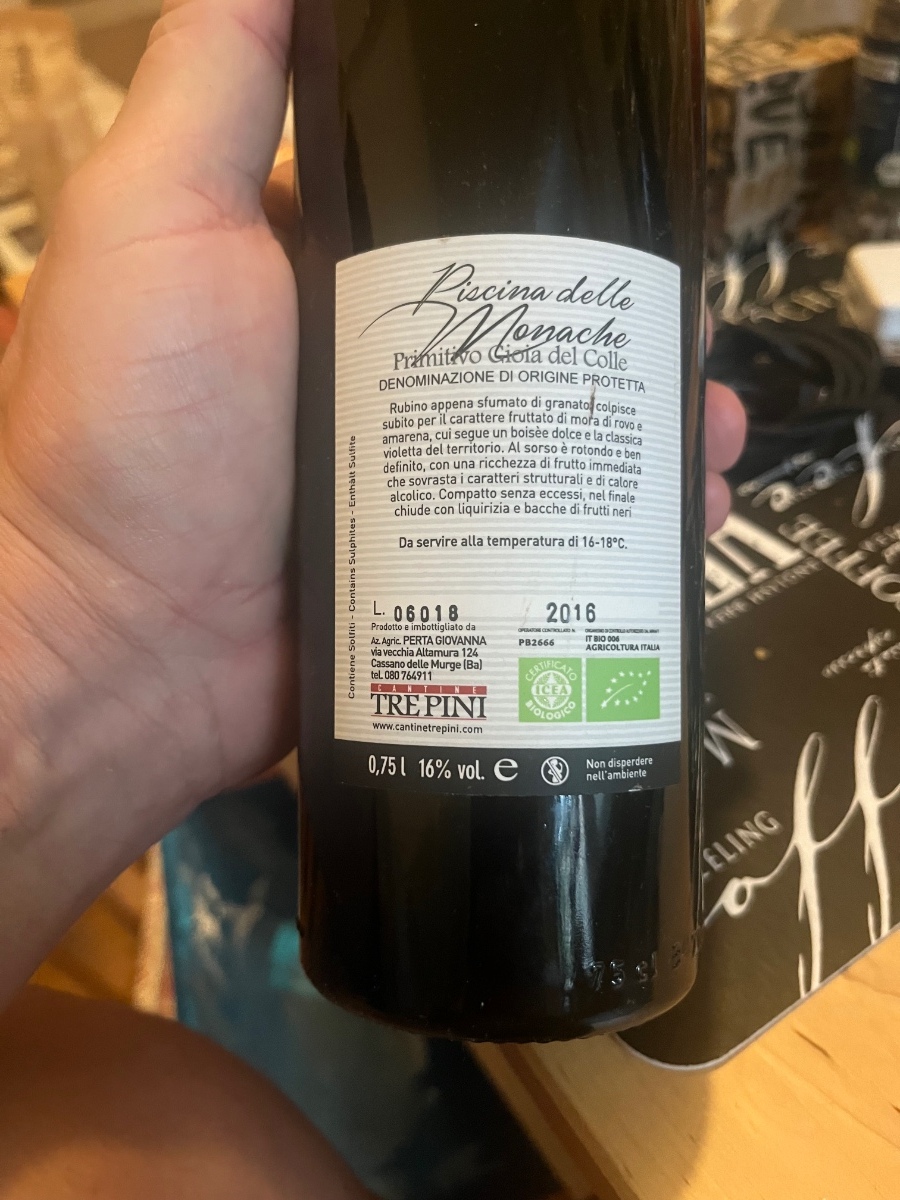 Piscina delle
Monache
Primitivo Gioia del Colle
DENOMINAZIONE DI ORIGINE PROTETTA
Rubino appena sfumato di granato colpisce
subito per il carattere fruttato di mora di rovo e
amarena, cui segue un boisèe dolce e la classica
violetta del territorio. Al sorso è rotondo e ben
definito, con una ricchezza di frutto immediata
che sovrasta i caratteri strutturali e di calore
alcolico. Compatto senza eccessi, nel finale
chiude con liquirizia e bacche di frutti neri
Da servire alla temperatura di 16-18°C.
Contiene Solfiti - Contains Sulphites - Enthält Sulfite
L. 06018
Prodotto e imbottigliato da
Az. Agric. PERTA GIOVANNA
via vecchia Altamura 124
Cassano delle Murge (Ba)
tel. 080 764911
CANTINE
TRE PINI
www.cantinetrepini.com
2016
OPERATORE CONTROLLATO N.
PB2666
IT BIO 006
AGRICOLTURA ITALIA
CERTIFICATO
ICEA
BIOLOGICO
0,75 l 16% vol. e
Non disperdere
nell'ambiente
75 cl
ELING